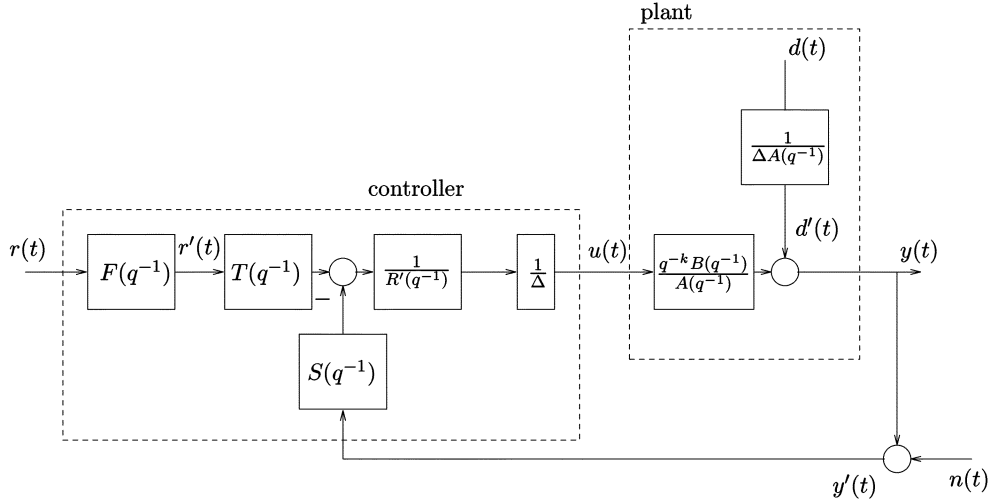 plant
d(t)
1
ΔA(q⁻¹)
controller
d′(t)
r(t)
F(q⁻¹)
r′(t)
T(q⁻¹)
−
1
R′(q⁻¹)
1
Δ
u(t)
q⁻ᵏB(q⁻¹)
A(q⁻¹)
y(t)
S(q⁻¹)
y′(t)
n(t)